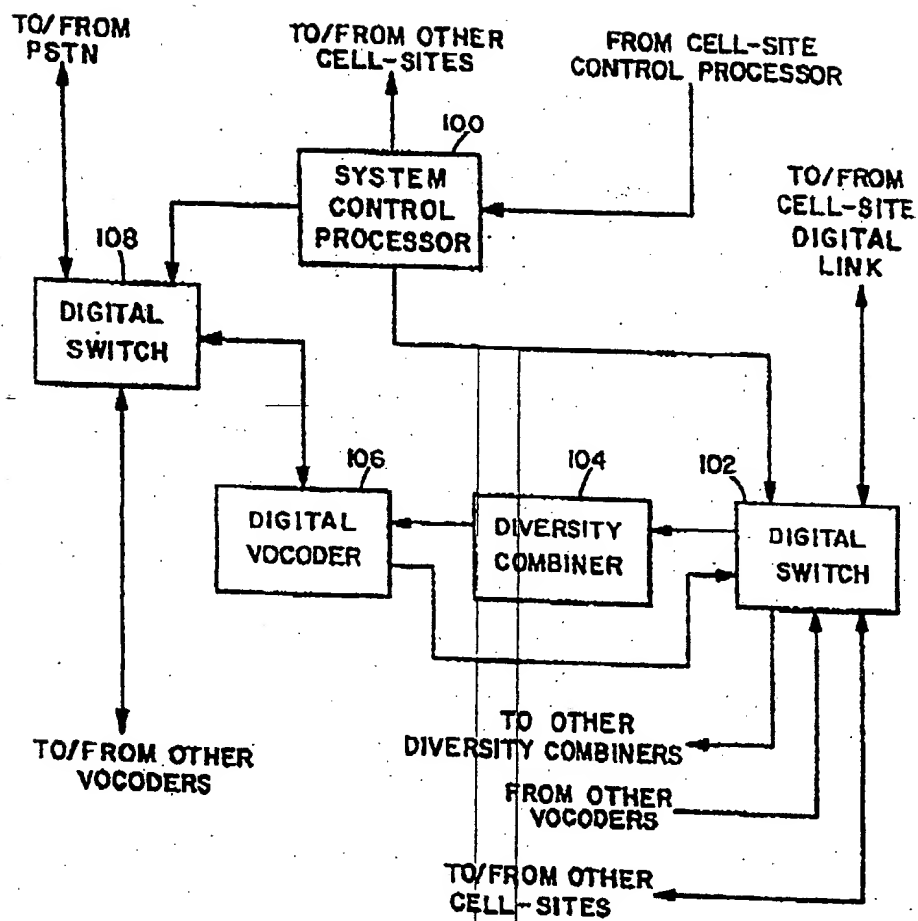 TO/FROM
PSTN
TO/FROM OTHER
CELL-SITES
FROM CELL-SITE
CONTROL PROCESSOR
100
SYSTEM
CONTROL
PROCESSOR
TO/FROM
CELL-SITE
DIGITAL
LINK
108
DIGITAL
SWITCH
106
DIGITAL
VOCODER
104
DIVERSITY
COMBINER
102
DIGITAL
SWITCH
TO/FROM OTHER
VOCODERS
TO OTHER
DIVERSITY COMBINERS
FROM OTHER
VOCODERS
TO/FROM OTHER
CELL-SITES